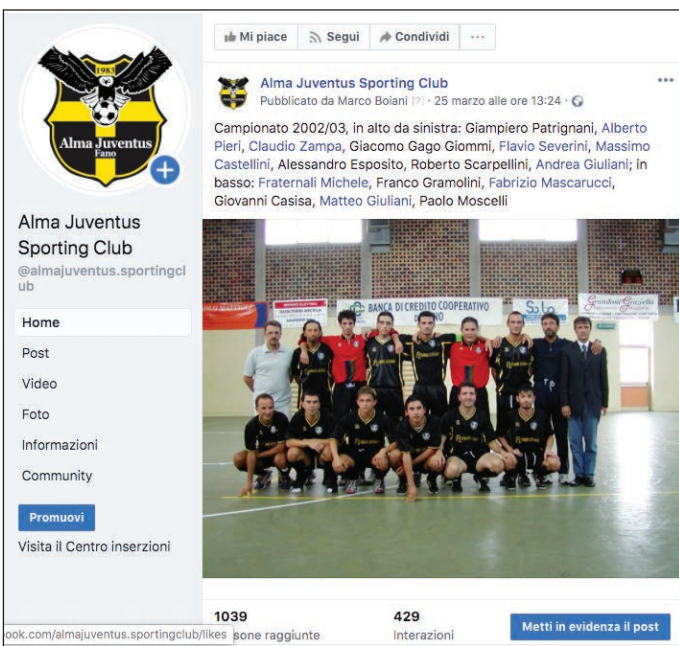 1983
Alma Juventus
Fano
Alma Juventus
Sporting Club
@almajuventus.sportingcl
ub
Home
Post
Video
Foto
Informazioni
Community
Promuovi
Visita il Centro inserzioni
Mi piace Segui Condividi ...
Alma Juventus Sporting Club
Pubblicato da Marco Boiani [?] · 25 marzo alle ore 13:24 ·
Campionato 2002/03, in alto da sinistra: Giampiero Patrignani, Alberto
Pieri, Claudio Zampa, Giacomo Gago Giommi, Flavio Severini, Massimo
Castellini, Alessandro Esposito, Roberto Scarpellini, Andrea Giuliani; in
basso: Fraternali Michele, Franco Gramolini, Fabrizio Mascarucci,
Giovanni Casisa, Matteo Giuliani, Paolo Moscelli
BANCA DI CREDITO COOPERATIVO
Grandoni Graziella
1039
sone raggiunte
429
Interazioni
Metti in evidenza il post
ook.com/almajuventus.sportingclub/likes